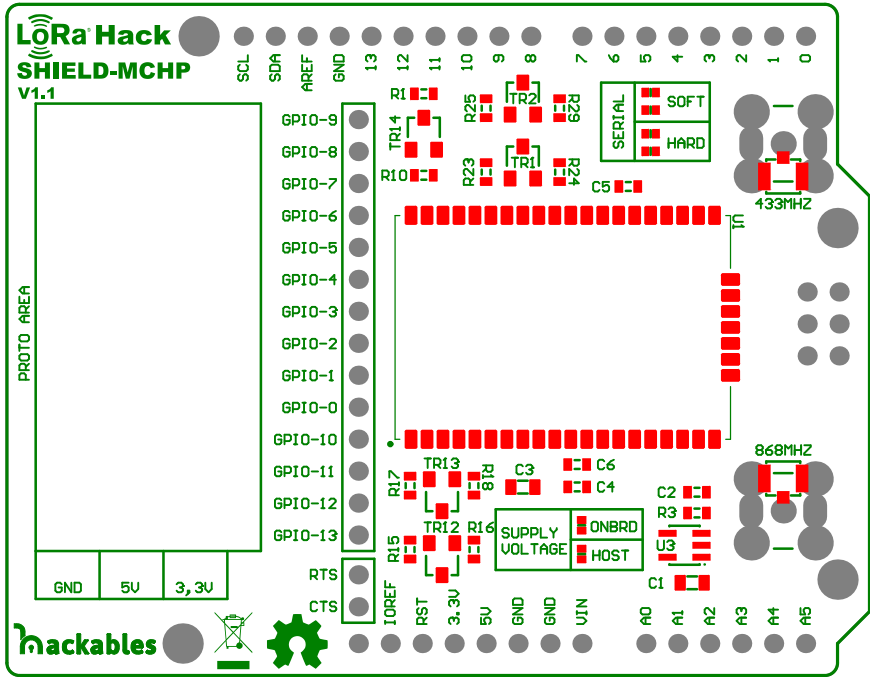 LoRa Hack
SHIELD-MCHP
V1.1
SCL
SDA
AREF
GND
13
12
11
10
9
8
7
6
5
4
3
2
1
0
R1
TR14
R10
R25
TR2
R29
R23
TR1
R24
SERIAL
SOFT
HARD
C5
433MHZ
U1
GPIO-9
GPIO-8
GPIO-7
GPIO-6
GPIO-5
GPIO-4
GPIO-3
GPIO-2
GPIO-1
GPIO-0
GPIO-10
GPIO-11
GPIO-12
GPIO-13
RTS
CTS
PROTO AREA
GND
5V
3,3V
TR13
R17
R18
C3
C6
C4
C2
R3
868MHZ
TR12
R15
R16
SUPPLY
VOLTAGE
ONBRD
HOST
U3
C1
IOREF
RST
3.3V
5V
GND
GND
VIN
A0
A1
A2
A3
A4
A5
hackables